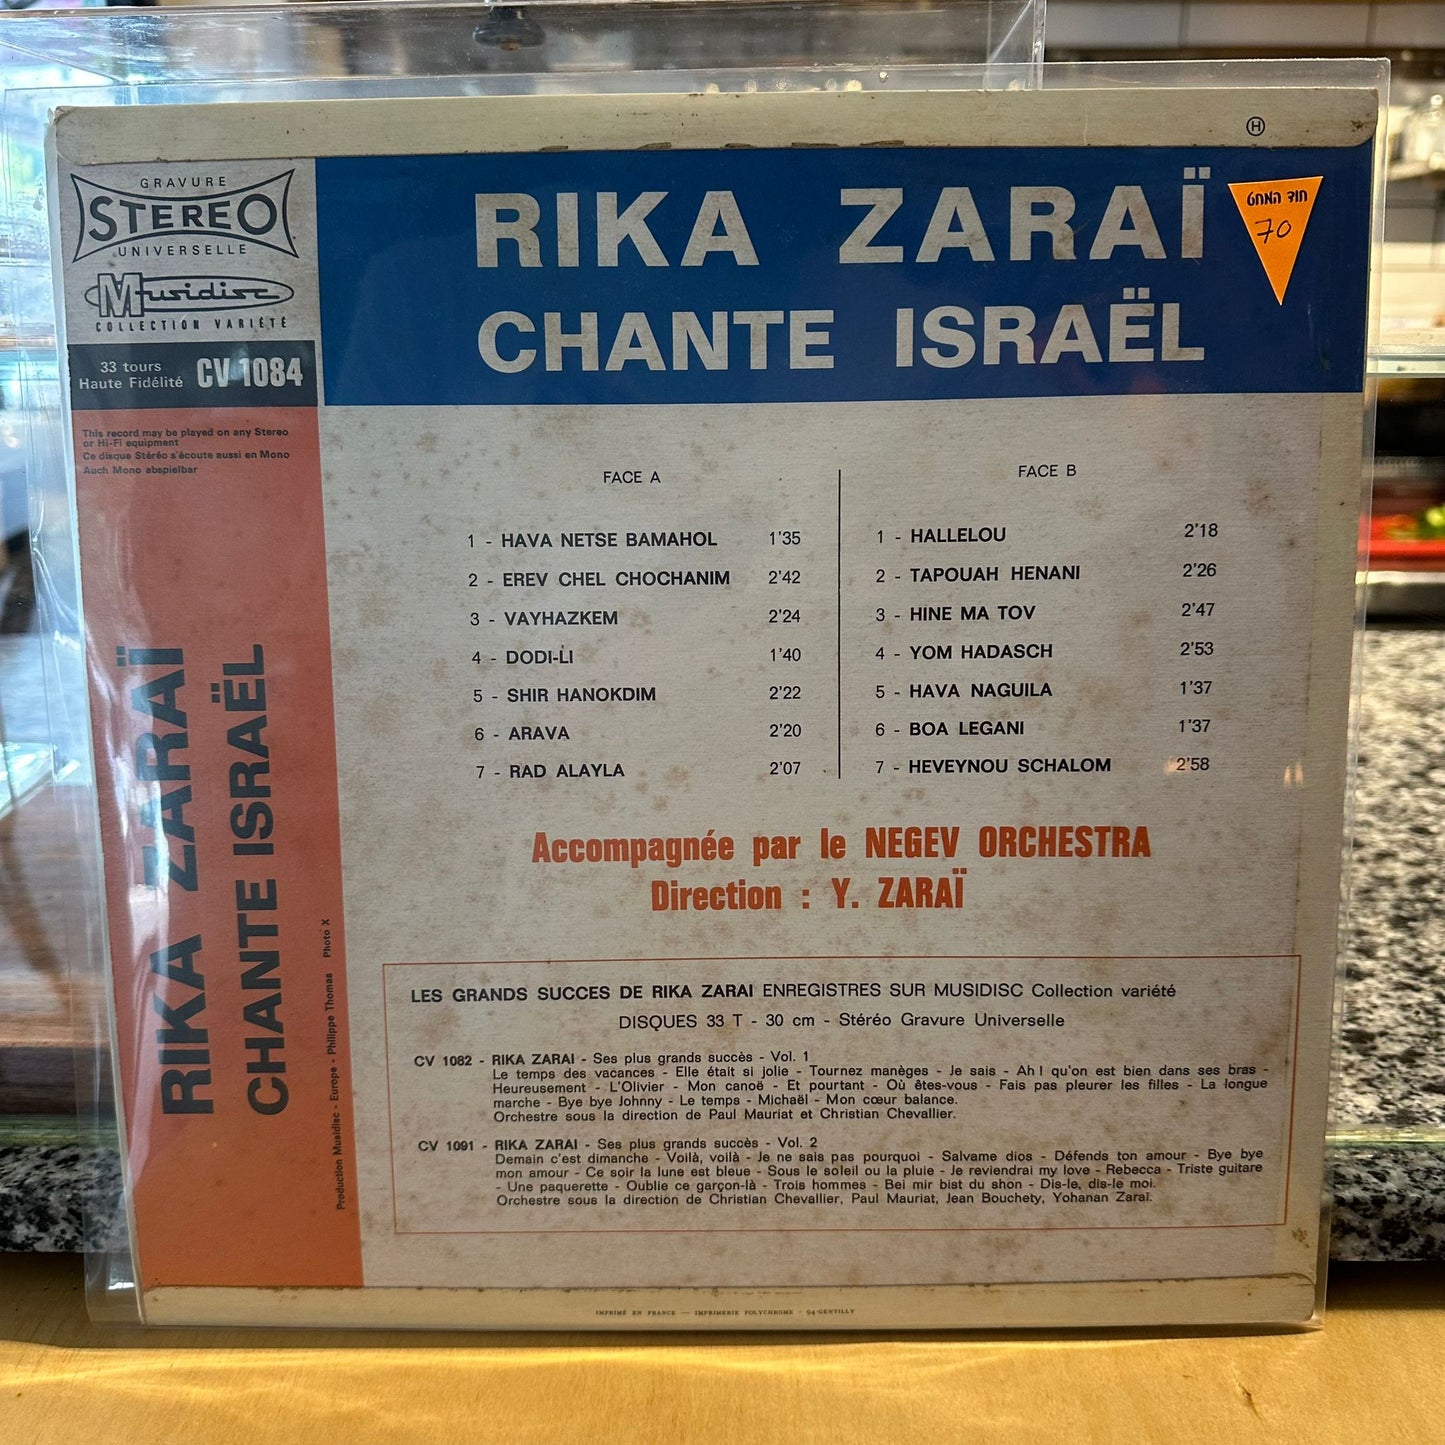 Ⓗ
GRAVURE
STEREO
UNIVERSELLE
Musidisc
COLLECTION VARIÉTÉ
33 tours
Haute Fidélité CV 1084
This record may be played on any Stereo
or Hi-Fi equipment
Ce disque Stéréo s'écoute aussi en Mono
Auch Mono abspielbar
RIKA ZARAÏ
CHANTE ISRAËL
RIKA ZARAÏ
CHANTE ISRAËL
חוד המחט
70
FACE A
1 - HAVA NETSE BAMAHOL 1'35
2 - EREV CHEL CHOCHANIM 2'42
3 - VAYHAZKEM 2'24
4 - DODI-LI 1'40
5 - SHIR HANOKDIM 2'22
6 - ARAVA 2'20
7 - RAD ALAYLA 2'07
FACE B
1 - HALLELOU 2'18
2 - TAPOUAH HENANI 2'26
3 - HINE MA TOV 2'47
4 - YOM HADASCH 2'53
5 - HAVA NAGUILA 1'37
6 - BOA LEGANI 1'37
7 - HEVEYNOU SCHALOM 2'58
Accompagnée par le NEGEV ORCHESTRA
Direction : Y. ZARAÏ
Production Musidisc - Europe - Philippe Thomas Photo X
LES GRANDS SUCCES DE RIKA ZARAI ENREGISTRES SUR MUSIDISC Collection variété
DISQUES 33 T - 30 cm - Stéréo Gravure Universelle
CV 1082 - RIKA ZARAI - Ses plus grands succès - Vol. 1
Le temps des vacances - Elle était si jolie - Tournez manèges - Je sais - Ah ! qu'on est bien dans ses bras -
Heureusement - L'Olivier - Mon canoë - Et pourtant - Où êtes-vous - Fais pas pleurer les filles - La longue
marche - Bye bye Johnny - Le temps - Michaël - Mon cœur balance.
Orchestre sous la direction de Paul Mauriat et Christian Chevallier.
CV 1091 - RIKA ZARAI - Ses plus grands succès - Vol. 2
Demain c'est dimanche - Voilà, voilà - Je ne sais pas pourquoi - Salvame dios - Défends ton amour - Bye bye
mon amour - Ce soir la lune est bleue - Sous le soleil ou la pluie - Je reviendrai my love - Rebecca - Triste guitare
- Une paquerette - Oublie ce garçon-là - Trois hommes - Bei mir bist du shon - Dis-le, dis-le moi.
Orchestre sous la direction de Christian Chevallier, Paul Mauriat, Jean Bouchety, Yohanan Zaraï.
IMPRIMÉ EN FRANCE — IMPRIMERIE POLYCHROME - 94-GENTILLY